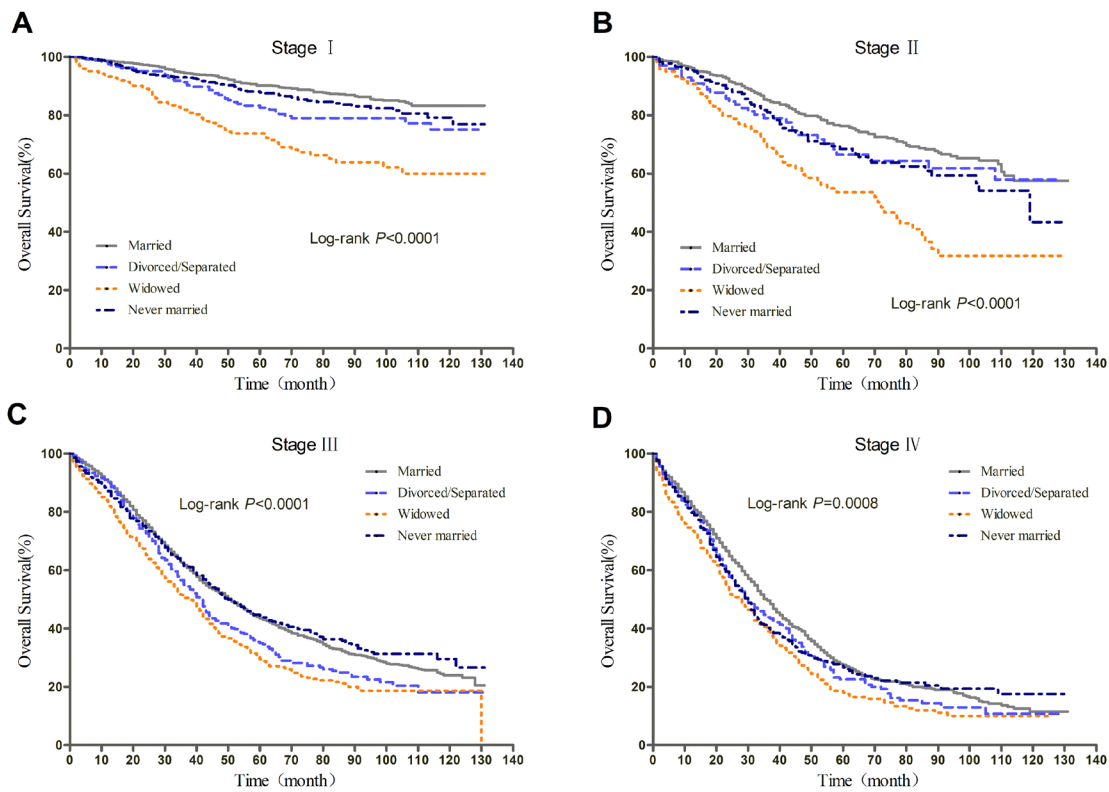 A
Stage Ⅰ
Overall Survival(%)
100
80
60
40
20
0
Married
Divorced/Separated
Widowed
Never married
Log-rank P<0.0001
0 10 20 30 40 50 60 70 80 90 100 110 120 130 140
Time（month）
B
Stage Ⅱ
Overall Survival(%)
100
80
60
40
20
0
Married
Divorced/Separated
Widowed
Never married
Log-rank P<0.0001
0 10 20 30 40 50 60 70 80 90 100 110 120 130 140
Time（month）
C
Stage Ⅲ
Overall Survival(%)
100
80
60
40
20
0
Married
Divorced/Separated
Widowed
Never married
Log-rank P<0.0001
0 10 20 30 40 50 60 70 80 90 100 110 120 130 140
Time（month）
D
Stage Ⅳ
Overall Survival(%)
100
80
60
40
20
0
Married
Divorced/Separated
Widowed
Never married
Log-rank P=0.0008
0 10 20 30 40 50 60 70 80 90 100 110 120 130 140
Time（month）